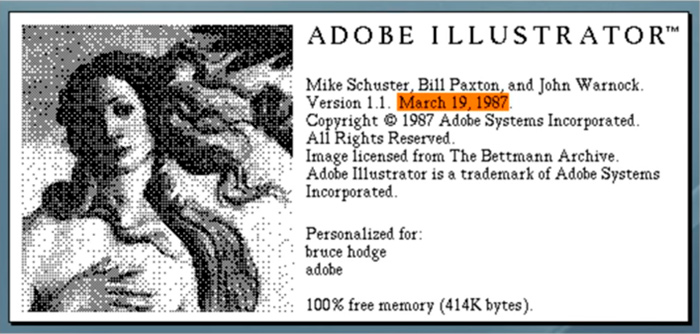 ADOBE ILLUSTRATOR™
Mike Schuster, Bill Paxton, and John Warnock.
Version 1.1. March 19, 1987.
Copyright © 1987 Adobe Systems Incorporated.
All Rights Reserved.
Image licensed from The Bettmann Archive.
Adobe Illustrator is a trademark of Adobe Systems
Incorporated.
Personalized for:
bruce hodge
adobe
100% free memory (414K bytes).